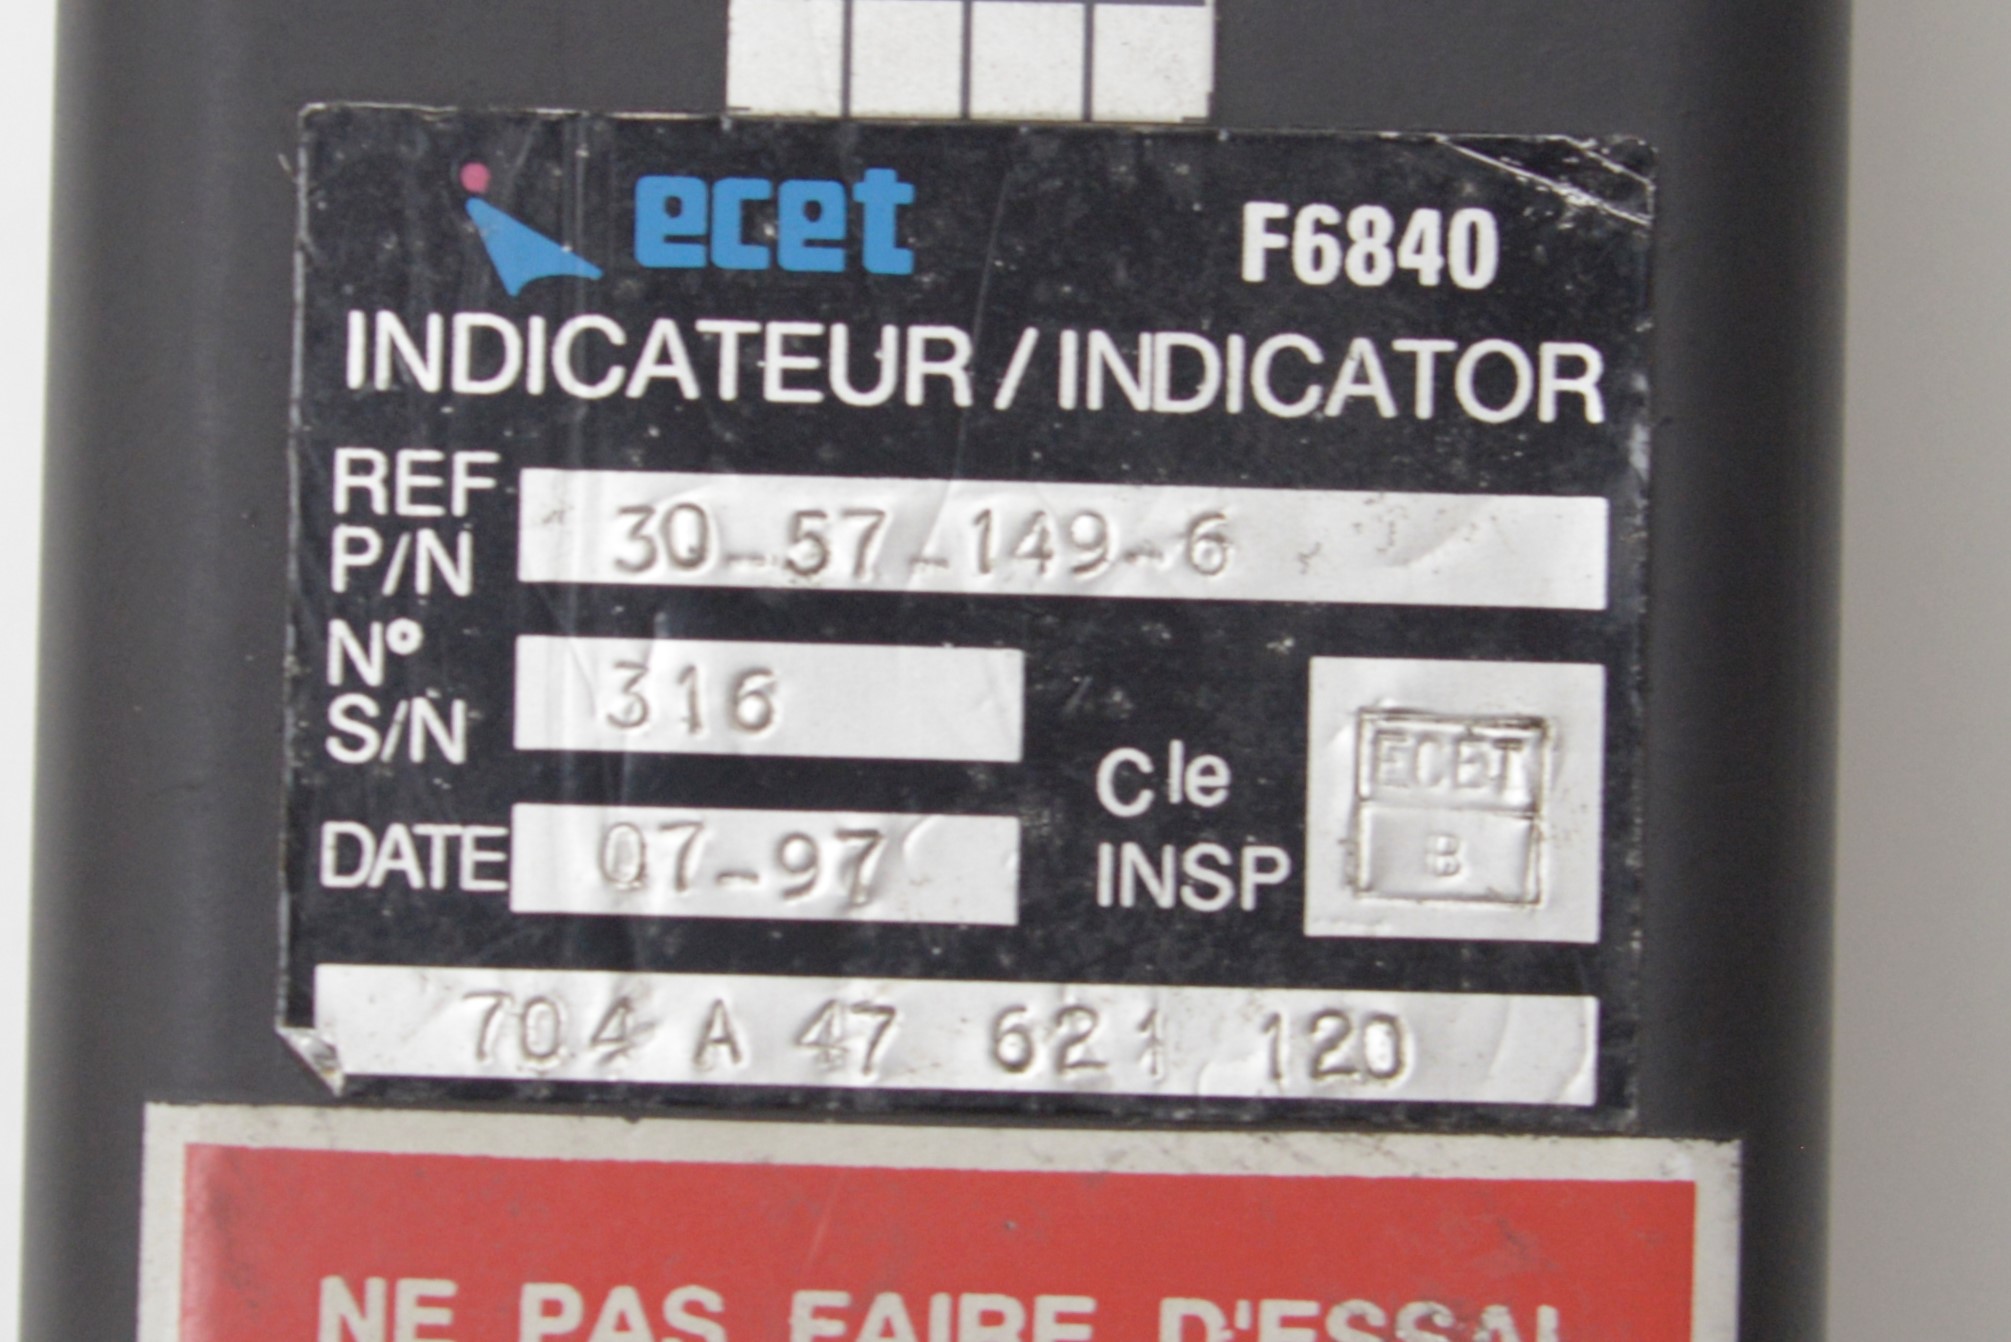 ecet F6840
INDICATEUR / INDICATOR
REF
P/N 30-57-149-6
N°
S/N 316
Cle
INSP
ECET
B
DATE 07-97
704 A 47 621 120
NE PAS FAIRE D'ESSAI